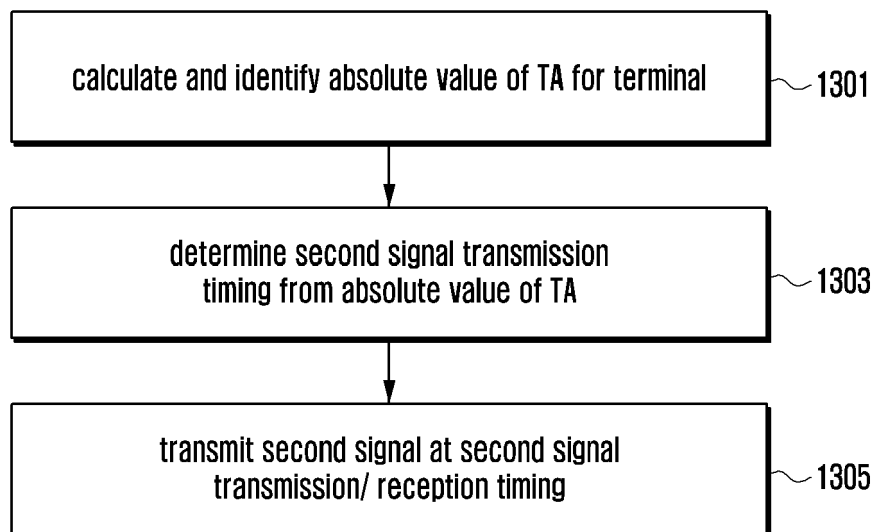 calculate and identify absolute value of TA for terminal
1301
determine second signal transmission
timing from absolute value of TA
1303
transmit second signal at second signal
transmission/ reception timing
1305